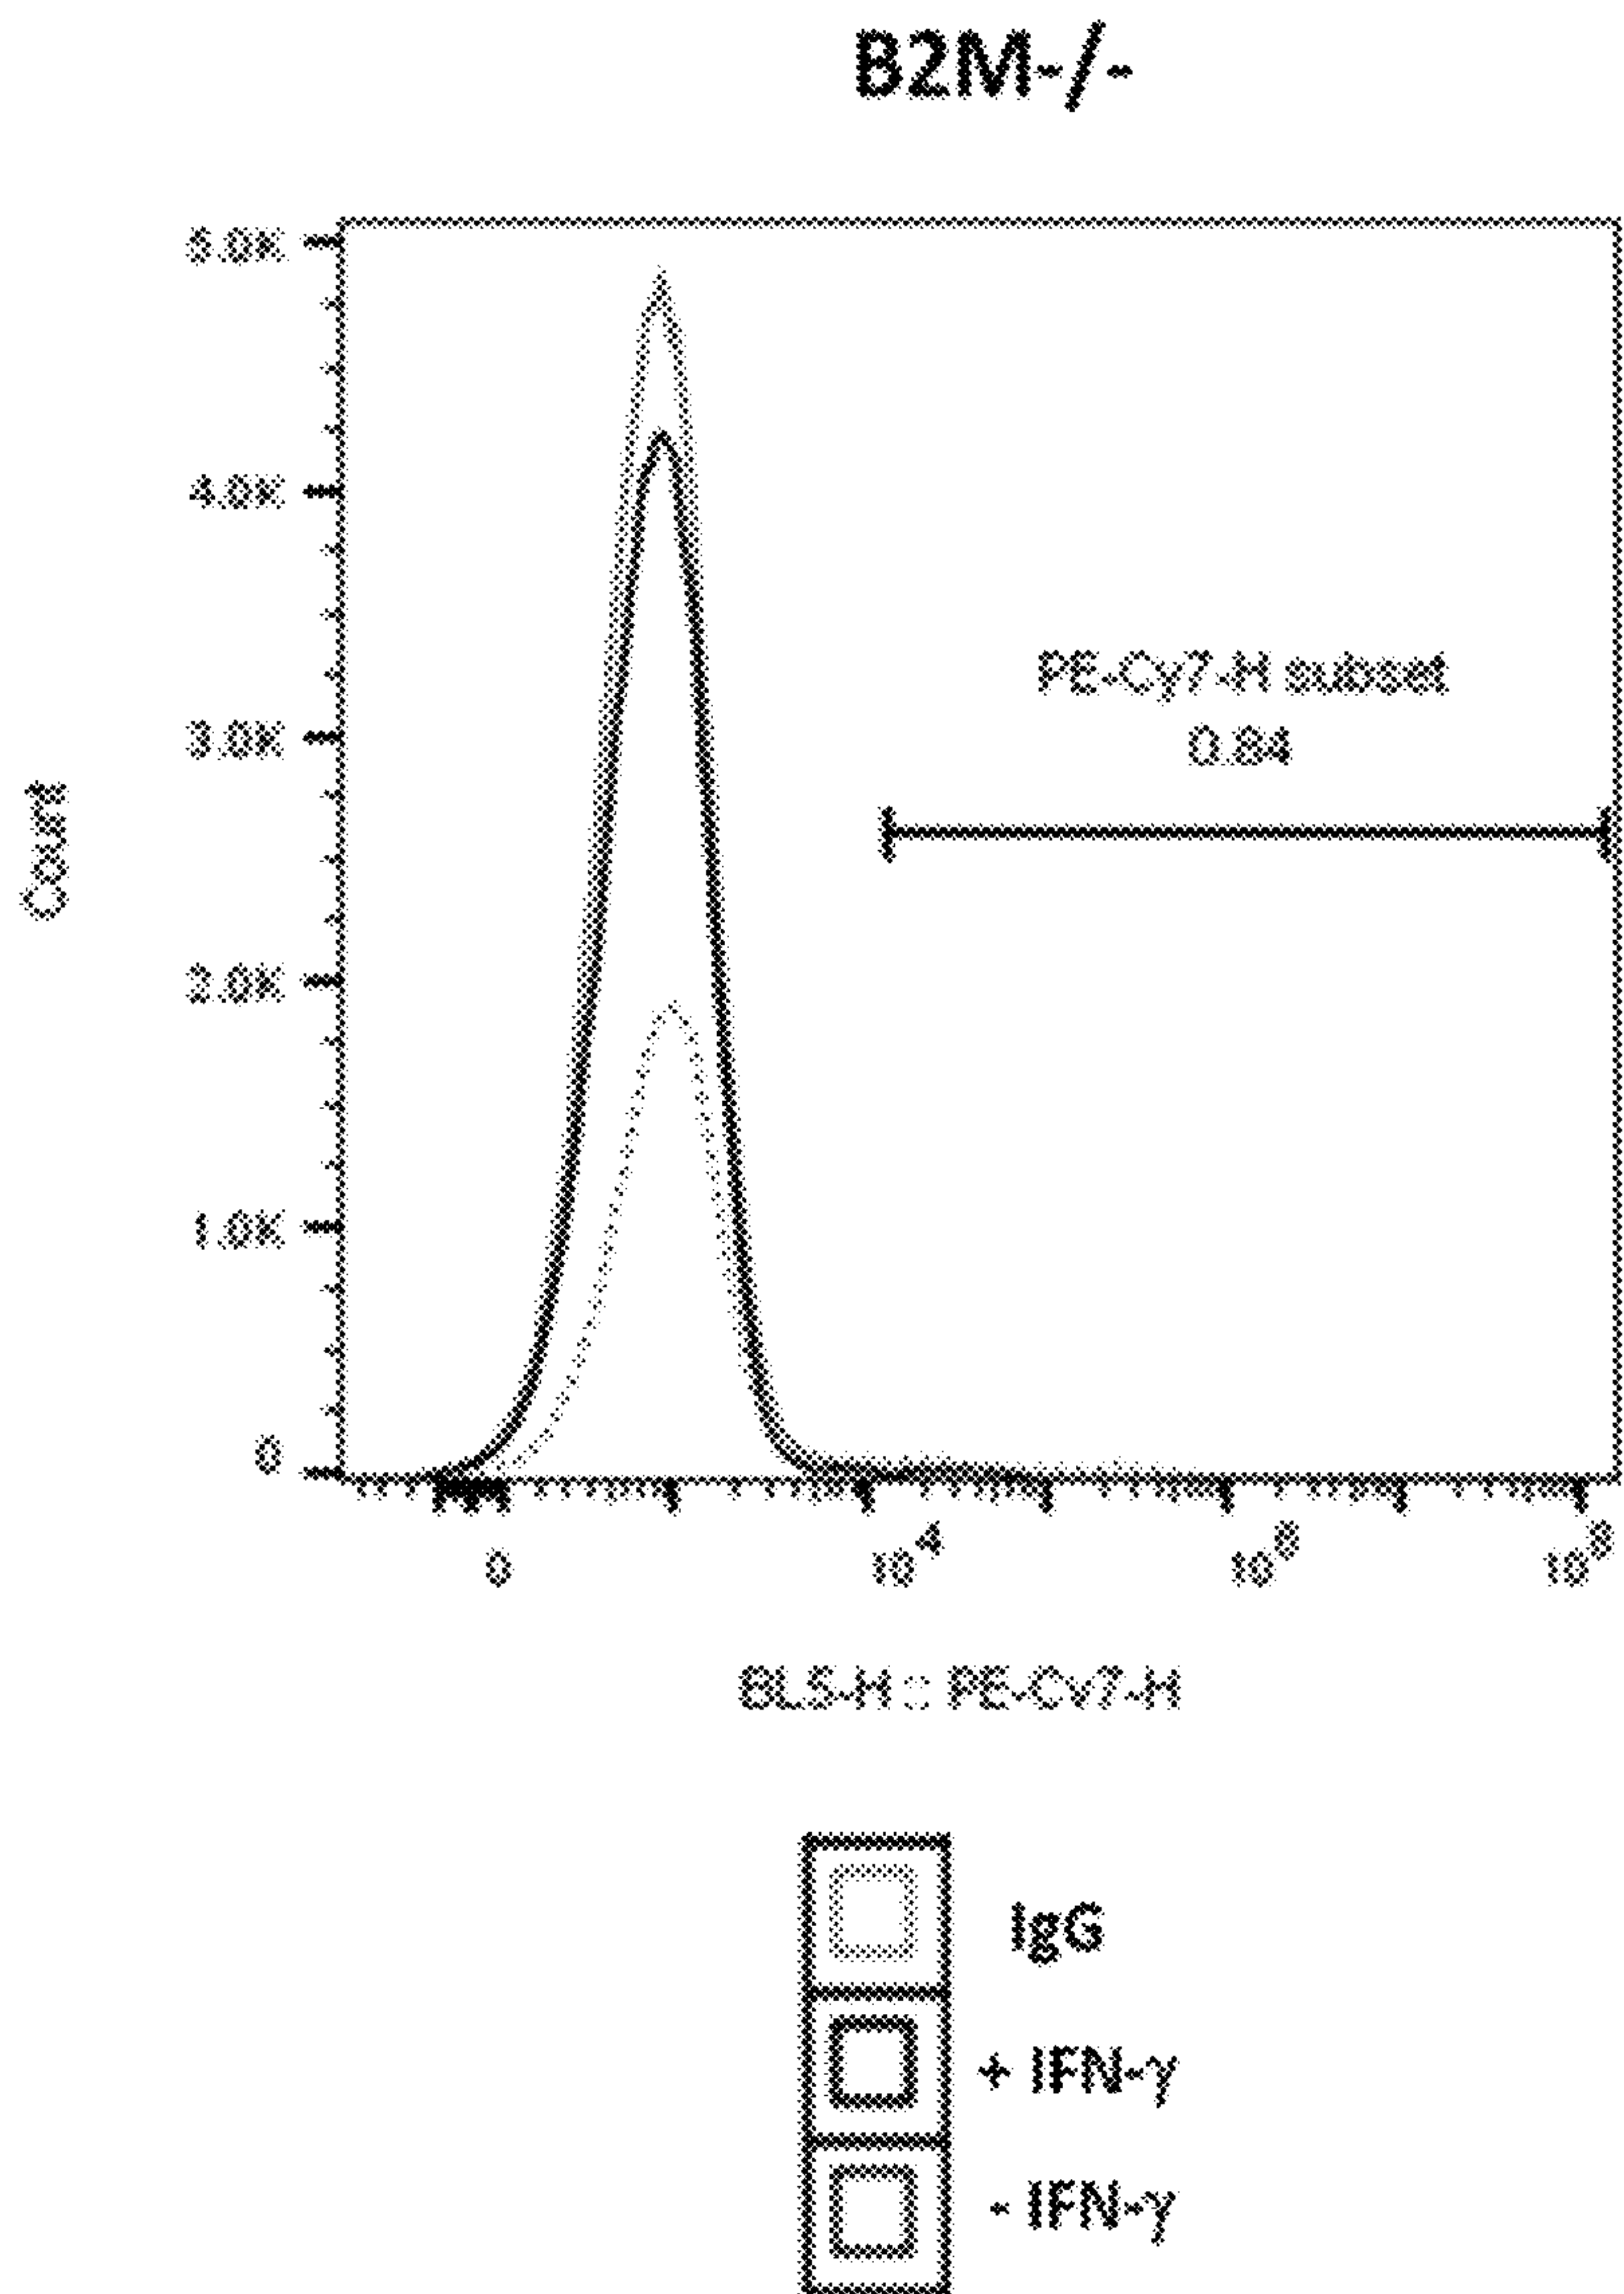 B2M-/-
5.0K
4.0K
PE-Cy7-H subset
0.84
3.0K
Count
2.0K
1.0K
0
0 10^4 10^6 10^8
BL5-H :: PE-Cy7-H
IgG
+ IFN-γ
- IFN-γ